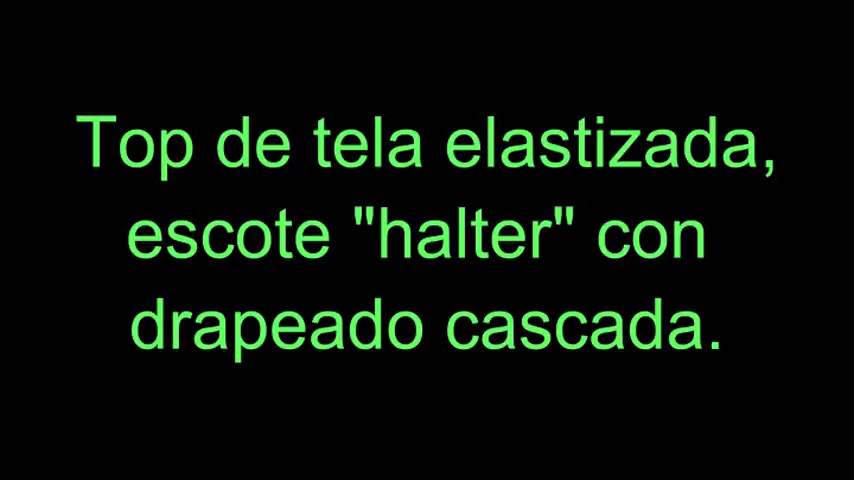 Top de tela elastizada,
escote "halter" con
drapeado cascada.